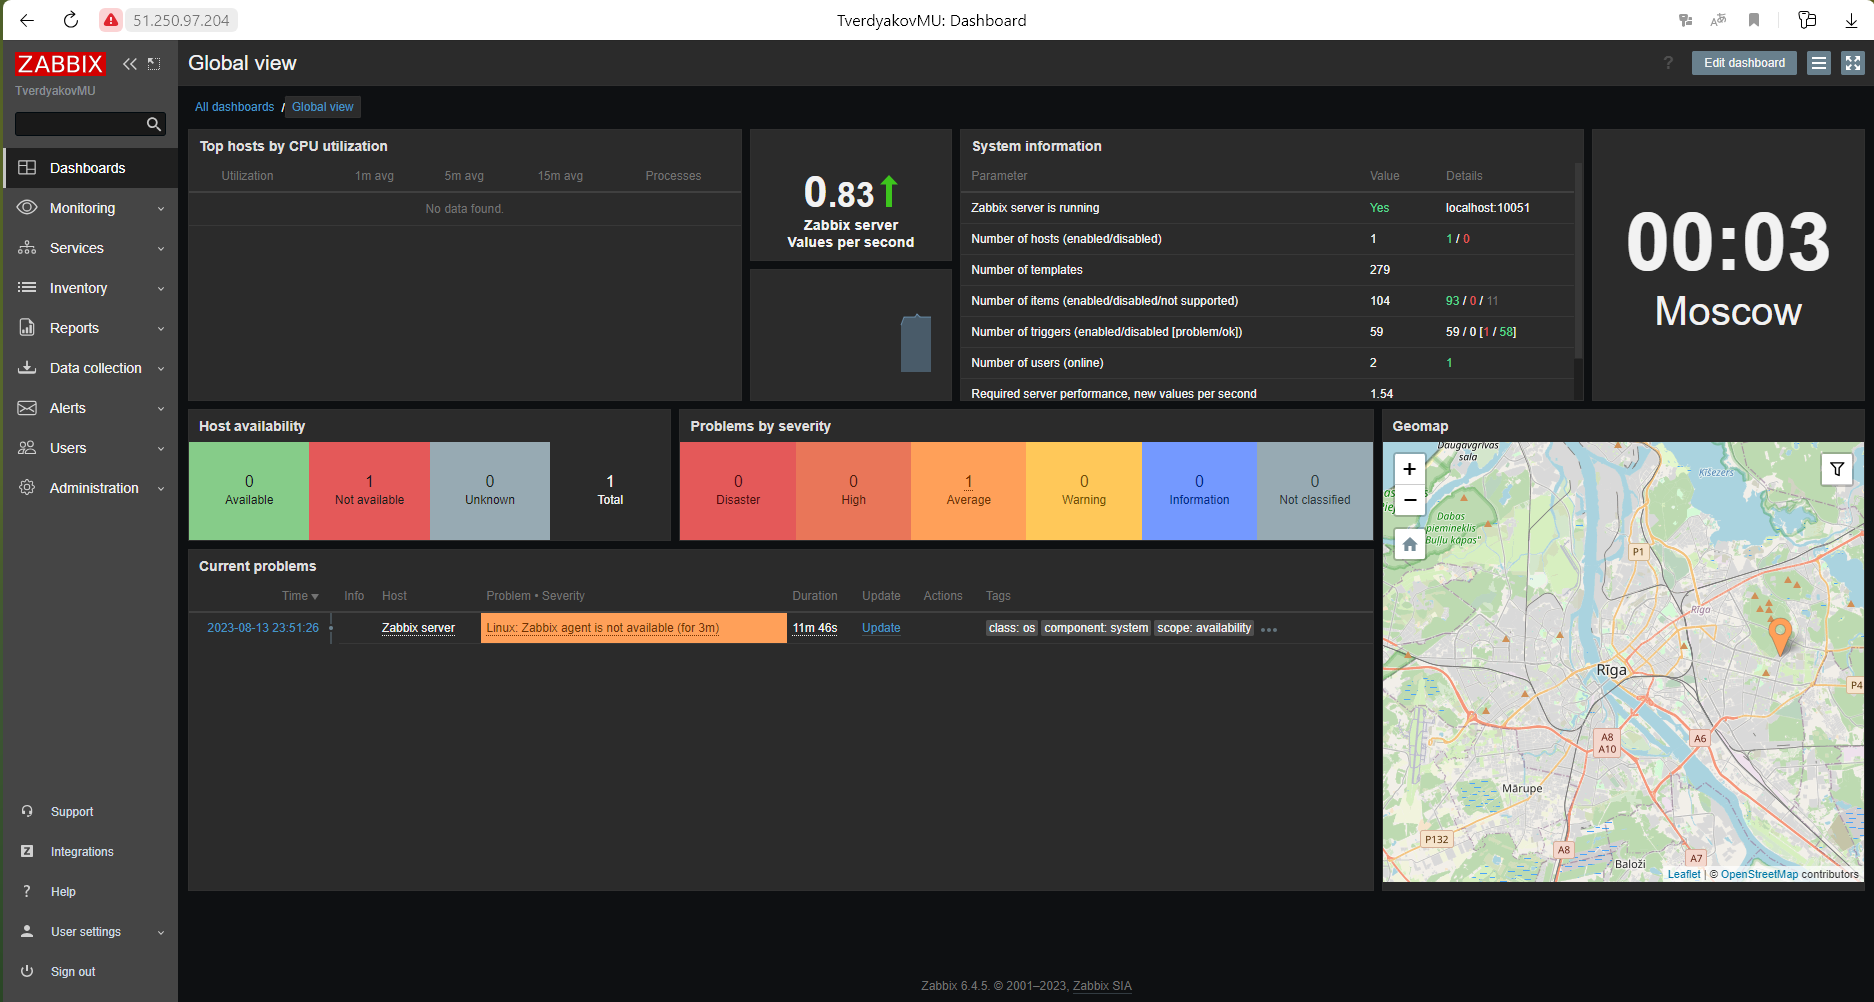 51.250.97.204
TverdyakovMU: Dashboard
ZABBIX
TverdyakovMU
Dashboards
Monitoring
Services
Inventory
Reports
Data collection
Alerts
Users
Administration
Support
Integrations
Help
User settings
Sign out
Global view
? Edit dashboard
All dashboards / Global view
Top hosts by CPU utilization
Utilization 1m avg 5m avg 15m avg Processes
No data found.
0.83
Zabbix server
Values per second
System information
Parameter Value Details
Zabbix server is running Yes localhost:10051
Number of hosts (enabled/disabled) 1 1 / 0
Number of templates 279
Number of items (enabled/disabled/not supported) 104 93 / 0 / 11
Number of triggers (enabled/disabled [problem/ok]) 59 59 / 0 [1 / 58]
Number of users (online) 2 1
Required server performance, new values per second 1.54
00:03
Moscow
Host availability
0 1 0 1
Available Not available Unknown Total
Problems by severity
0 0 1 0 0 0
Disaster High Average Warning Information Not classified
Current problems
Time Info Host Problem • Severity Duration Update Actions Tags
2023-08-13 23:51:26 Zabbix server Linux: Zabbix agent is not available (for 3m) 11m 46s Update class: os component: system scope: availability
Geomap
+
−
Daugavgrīvas
sala
Ķīšezers
Dabas
piemineklis
"Buļļu kāpas"
P1
Rīga
Rīga
P4
A8
A10
A6
Mārupe
P132
A8
A7
Baloži
Leaflet | © OpenStreetMap contributors
Zabbix 6.4.5. © 2001–2023, Zabbix SIA